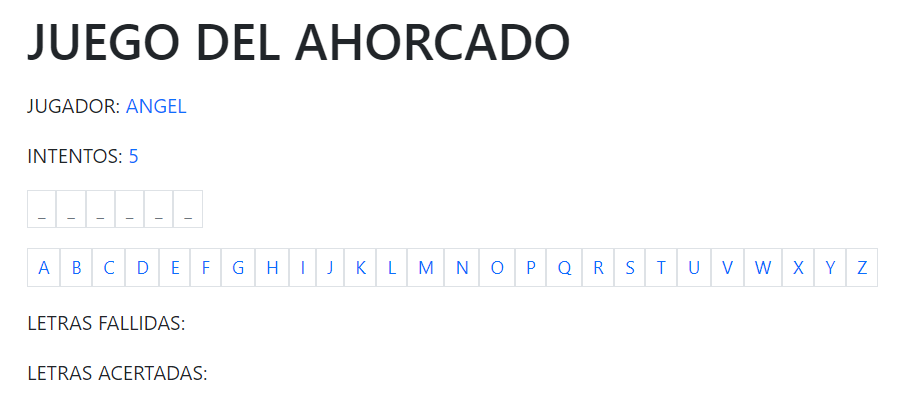 JUEGO DEL AHORCADO
JUGADOR: ANGEL
INTENTOS: 5
_ _ _ _ _ _
A B C D E F G H I J K L M N O P Q R S T U V W X Y Z
LETRAS FALLIDAS:
LETRAS ACERTADAS: